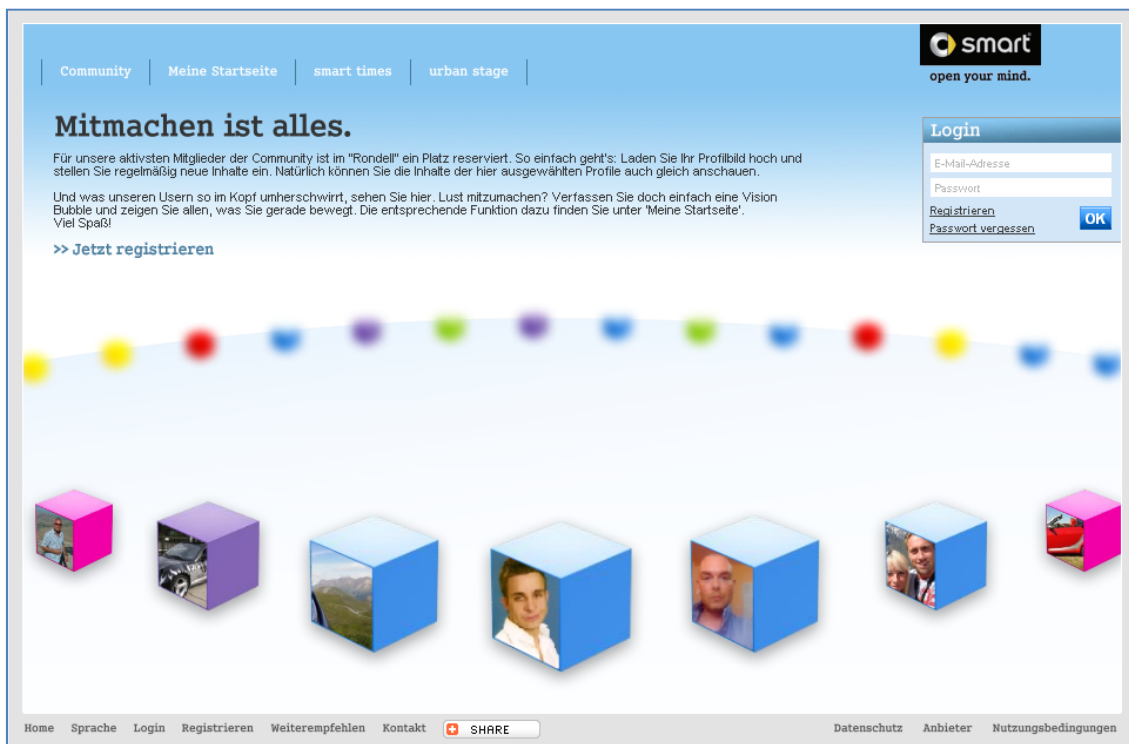 Community
Meine Startseite
smart times
urban stage
smart
open your mind.
Mitmachen ist alles.
Für unsere aktivsten Mitglieder der Community ist im "Rondell" ein Platz reserviert. So einfach geht's: Laden Sie Ihr Profilbild hoch und
stellen Sie regelmäßig neue Inhalte ein. Natürlich können Sie die Inhalte der hier ausgewählten Profile auch gleich anschauen.
Und was unseren Usern so im Kopf umherschwirrt, sehen Sie hier. Lust mitzumachen? Verfassen Sie doch einfach eine Vision
Bubble und zeigen Sie allen, was Sie gerade bewegt. Die entsprechende Funktion dazu finden Sie unter 'Meine Startseite'.
Viel Spaß!
>> Jetzt registrieren
Login
E-Mail-Adresse
Passwort
Registrieren
Passwort vergessen
OK
Home Sprache Login Registrieren Weiterempfehlen Kontakt SHARE Datenschutz Anbieter Nutzungsbedingungen